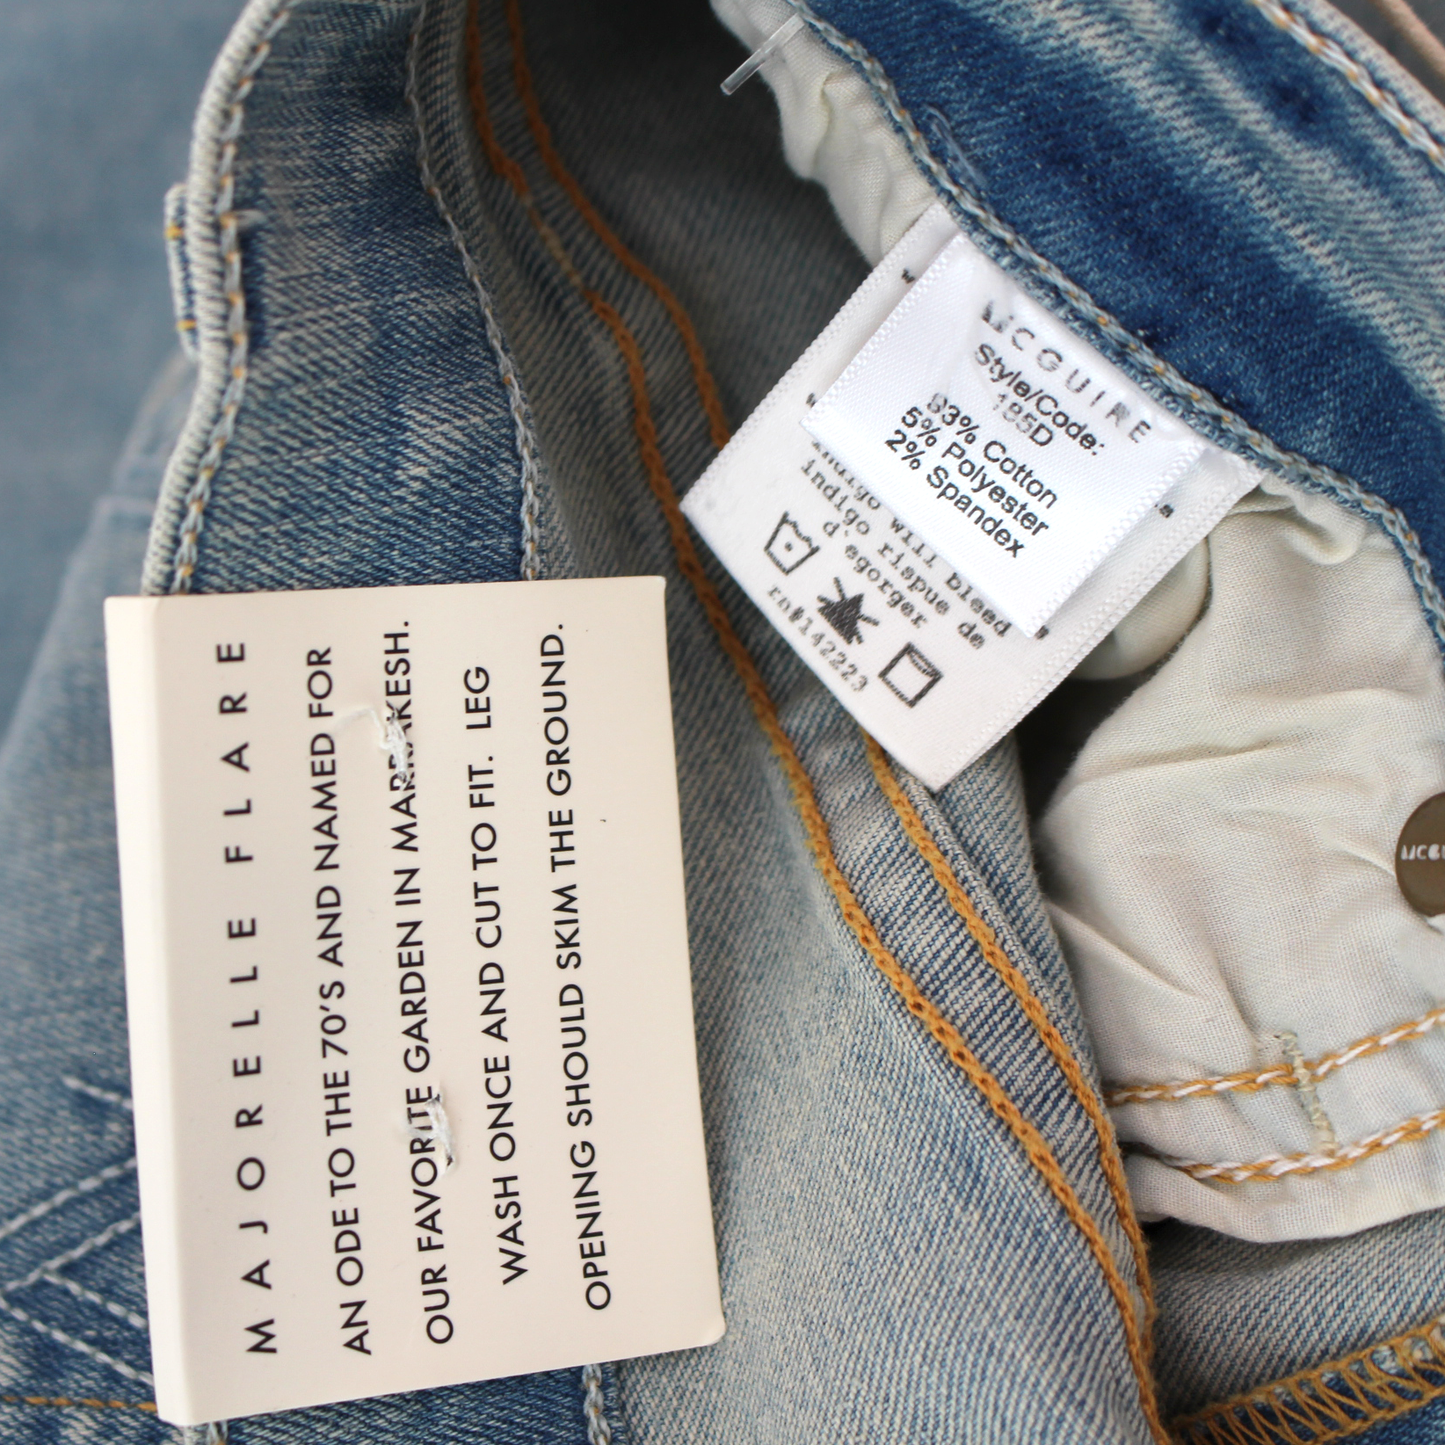 MAJORELLE FLARE
AN ODE TO THE 70'S AND NAMED FOR
OUR FAVORITE GARDEN IN MARRAKESH.
WASH ONCE AND CUT TO FIT. LEG
OPENING SHOULD SKIM THE GROUND.
MCGUIRE
Style/Code:
185D
93% Cotton
5% Polyester
2% Spandex
indigo will bleed
indigo rispue de
d'egorger
rn#142223